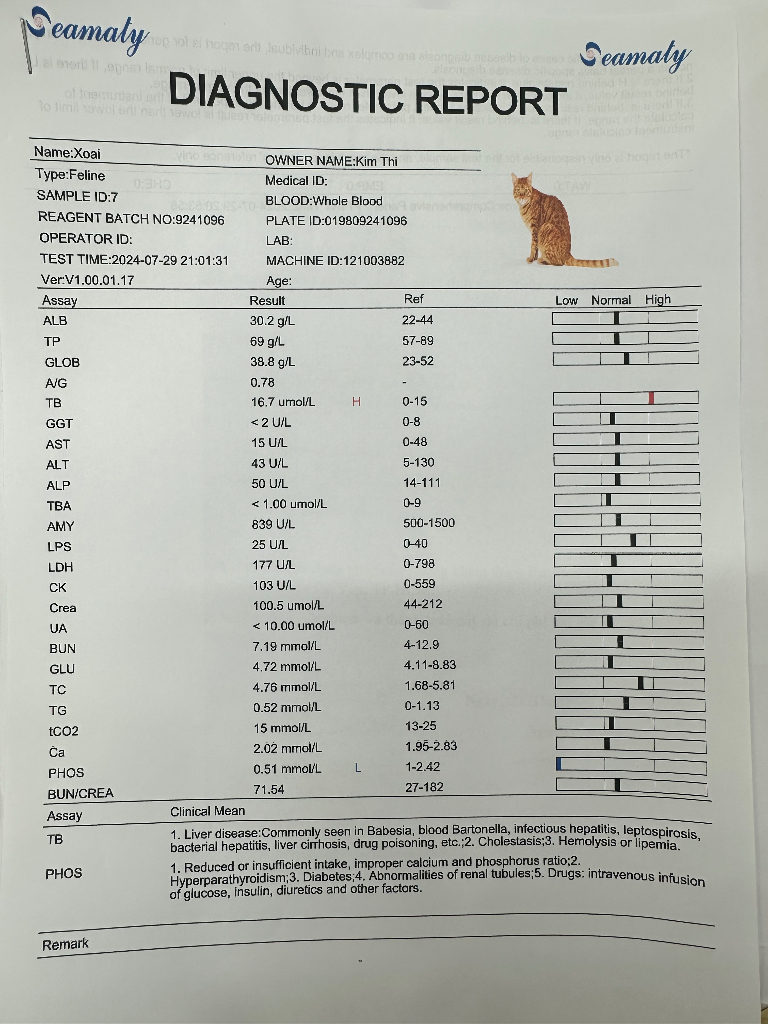 Seamaty
Seamaty
DIAGNOSTIC REPORT
Name:Xoai OWNER NAME:Kim Thi
Type:Feline Medical ID:
SAMPLE ID:7 BLOOD:Whole Blood
REAGENT BATCH NO:9241096 PLATE ID:019809241096
OPERATOR ID: LAB:
TEST TIME:2024-07-29 21:01:31 MACHINE ID:121003882
Ver:V1.00.01.17 Age:
Assay Result Ref Low Normal High
ALB 30.2 g/L 22-44
TP 69 g/L 57-89
GLOB 38.8 g/L 23-52
A/G 0.78 -
TB 16.7 umol/L H 0-15
GGT < 2 U/L 0-8
AST 15 U/L 0-48
ALT 43 U/L 5-130
ALP 50 U/L 14-111
TBA < 1.00 umol/L 0-9
AMY 839 U/L 500-1500
LPS 25 U/L 0-40
LDH 177 U/L 0-798
CK 103 U/L 0-559
Crea 100.5 umol/L 44-212
UA < 10.00 umol/L 0-60
BUN 7.19 mmol/L 4-12.9
GLU 4.72 mmol/L 4.11-8.83
TC 4.76 mmol/L 1.68-5.81
TG 0.52 mmol/L 0-1.13
tCO2 15 mmol/L 13-25
Ca 2.02 mmol/L 1.95-2.83
PHOS 0.51 mmol/L L 1-2.42
BUN/CREA 71.54 27-182
Assay Clinical Mean
TB 1. Liver disease:Commonly seen in Babesia, blood Bartonella, infectious hepatitis, leptospirosis,
bacterial hepatitis, liver cirrhosis, drug poisoning, etc.;2. Cholestasis;3. Hemolysis or lipemia.
PHOS 1. Reduced or insufficient intake, improper calcium and phosphorus ratio;2.
Hyperparathyroidism;3. Diabetes;4. Abnormalities of renal tubules;5. Drugs: intravenous infusion
of glucose, insulin, diuretics and other factors.
Remark